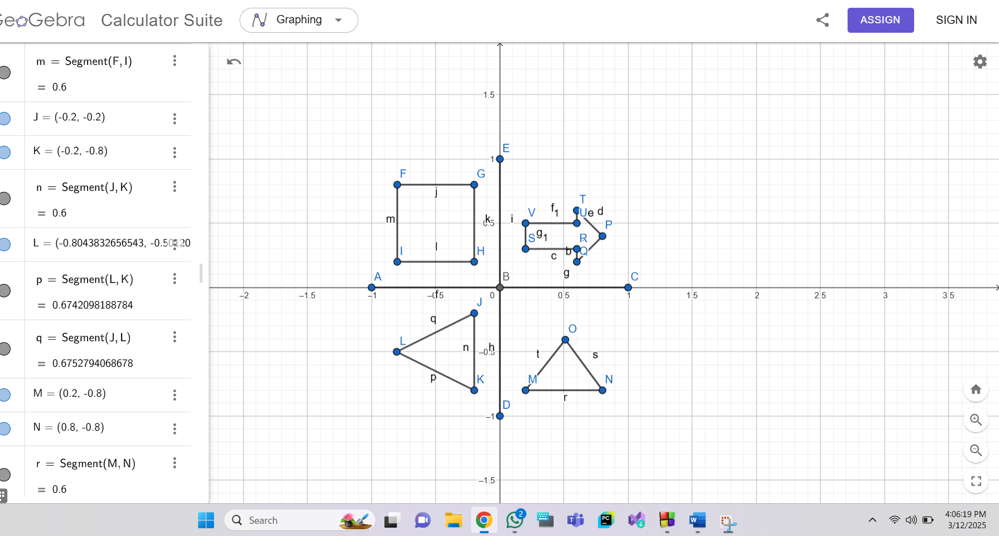 GeoGebra Calculator Suite Graphing ASSIGN SIGN IN
m = Segment(F, I)
= 0.6
J = (-0.2, -0.2)
K = (-0.2, -0.8)
n = Segment(J, K)
= 0.6
L = (-0.8043832656543, -0.50120
p = Segment(L, K)
= 0.6742098188784
q = Segment(J, L)
= 0.6752794068678
M = (0.2, -0.8)
N = (0.8, -0.8)
r = Segment(M, N)
= 0.6
1.5
E
1
F G
j
T
f₁ U e d
V
m k i P
0.5
g₁
S R
l
I H b Q
c
g
A B C
–2 –1.5 –1 –0.5 0 0.5 1 1.5 2 2.5 3 3.5
f
J
q
O
L
n h t s
–0.5
p K M N
r
D
–1
–1.5
Search
2
T
PC
W
4:06:19 PM
3/12/2025